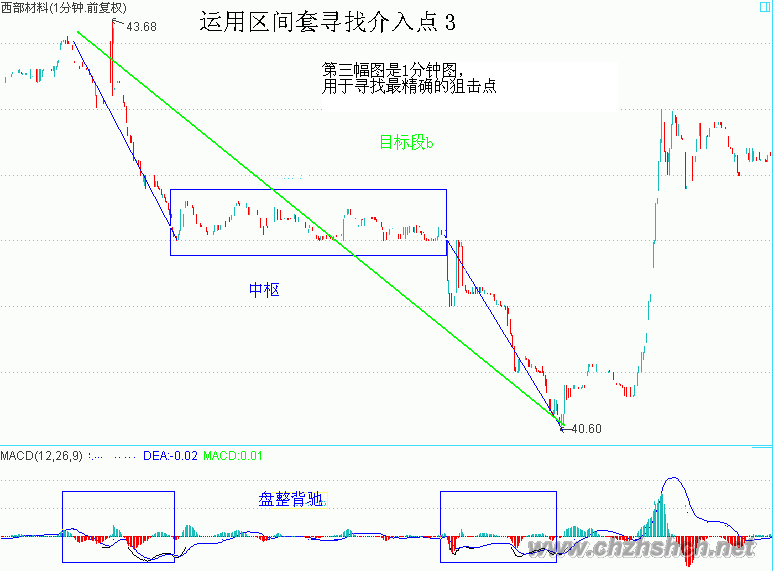 西部材料(1分钟.前复权)
43.68
运用区间套寻找介入点3
第三幅图是1分钟图,
用于寻找最精确的狙击点
目标段b
中枢
40.60
MACD(12,26,9) DEA:-0.02 MACD:0.01
盘整背驰
www.chzhshch.net